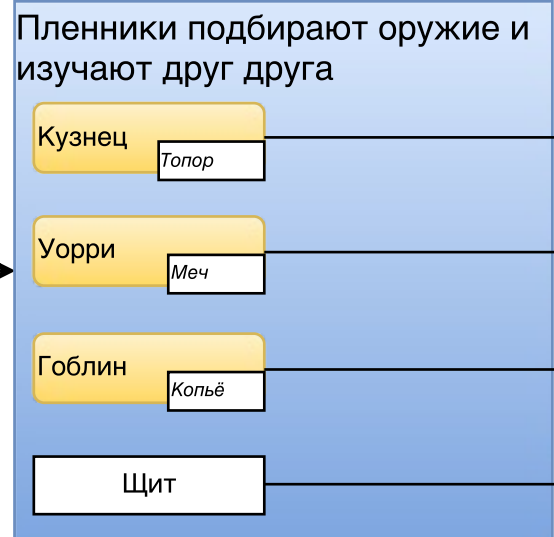 Пленники подбирают оружие и
изучают друг друга
Кузнец
Топор
Уорри
Меч
Гоблин
Копьё
Щит